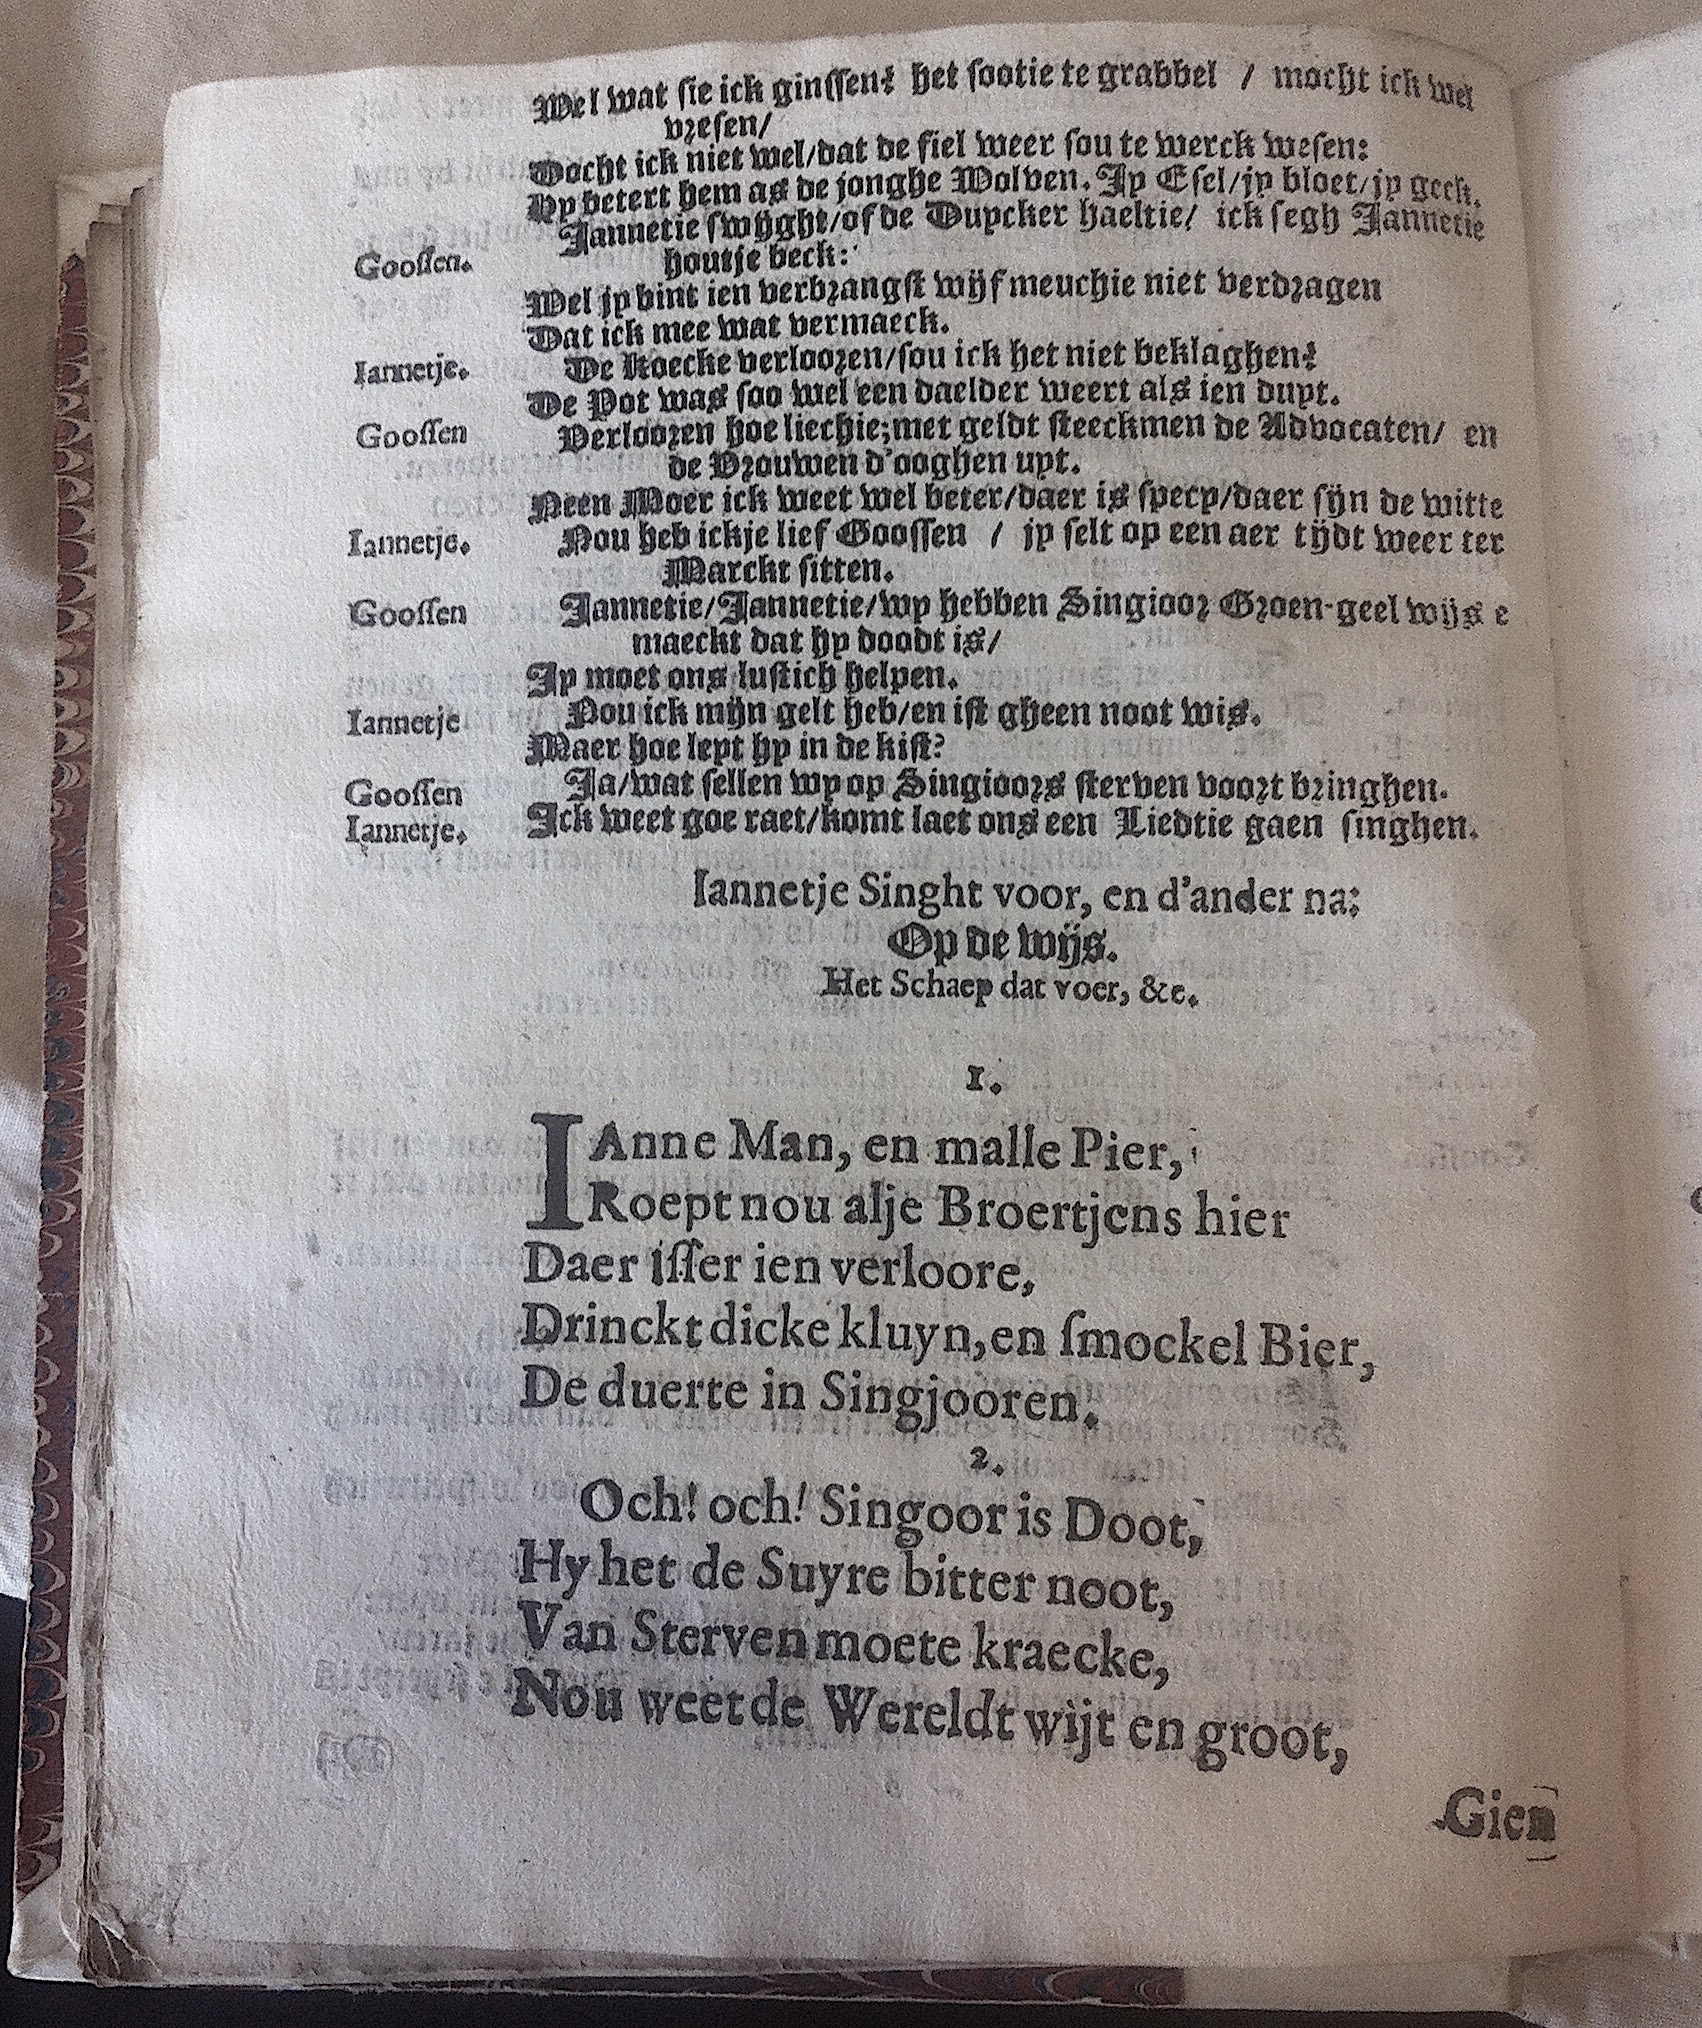 Wel wat sie ick ginssen? het sootie te grabbel / mocht ick wel
vresen/
Docht ick niet wel/dat de fiel weer sou te werck wesen:
Hy betert hem as de jonghe Wolven. Jy Esel/jy bloet/jy geck.
Goossen. Jannetie swijght/of de Duycker haeltie/ ick segh Jannetie
houtje beck:
Wel jy bint ien verbrangst wijf meuchie niet verdragen
Dat ick mee wat vermaeck.
Iannetje. De Koecke verlooren/sou ick het niet beklaghen?
De Pot was soo wel een daelder weert als ien duyt.
Goossen Verlooren hoe liechie; met geldt steeckmen de Advocaten/ en
de Vrouwen d'ooghen uyt.
Neen Moer ick weet wel beter/daer is specy/daer sijn de witte
Iannetje. Nou heb ickje lief Goossen / jy selt op een aer tijdt weer ter
Marckt sitten.
Goossen Jannetie/Jannetie/wy hebben Singioor Groen-geel wijs e
maeckt dat hy doodt is/
Jy moet ons lustich helpen.
Iannetje Nou ick mijn gelt heb/en ist gheen noot wis.
Maer hoe leyt hy in de kist?
Goossen Ja/wat sellen wy op Singioors sterven voort bringhen.
Iannetje. Ick weet goe raet/komt laet ons een Liedtie gaen singhen.
Iannetje Singht voor, en d'ander na:
Op de wijs.
Het Schaep dat voer, &c.
1.
IAnne Man, en malle Pier,
Roept nou alje Broertjens hier
Daer isser ien verloore,
Drinckt dicke kluyn, en smockel Bier,
De duerte in Singjooren.
2.
Och! och! Singoor is Doot,
Hy het de Suyre bitter noot,
Van Sterven moete kraecke,
Nou weet de Wereldt wijt en groot,
Gien